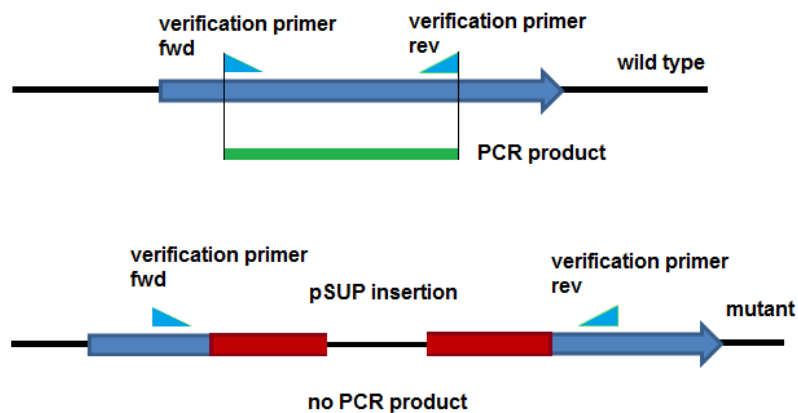 verification primer
fwd
verification primer
rev
wild type
PCR product
verification primer
fwd
pSUP insertion
verification primer
rev
mutant
no PCR product